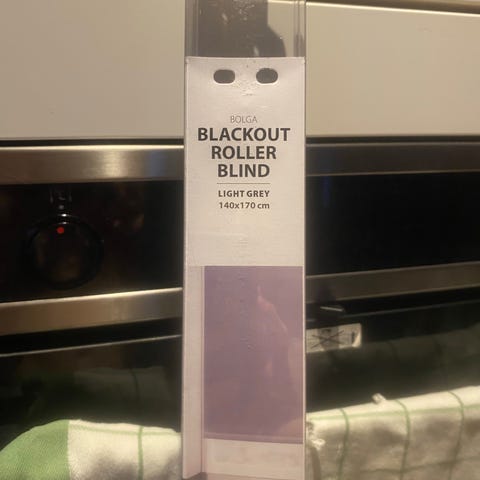 BOLGA
BLACKOUT
ROLLER
BLIND
LIGHT GREY
140x170 cm